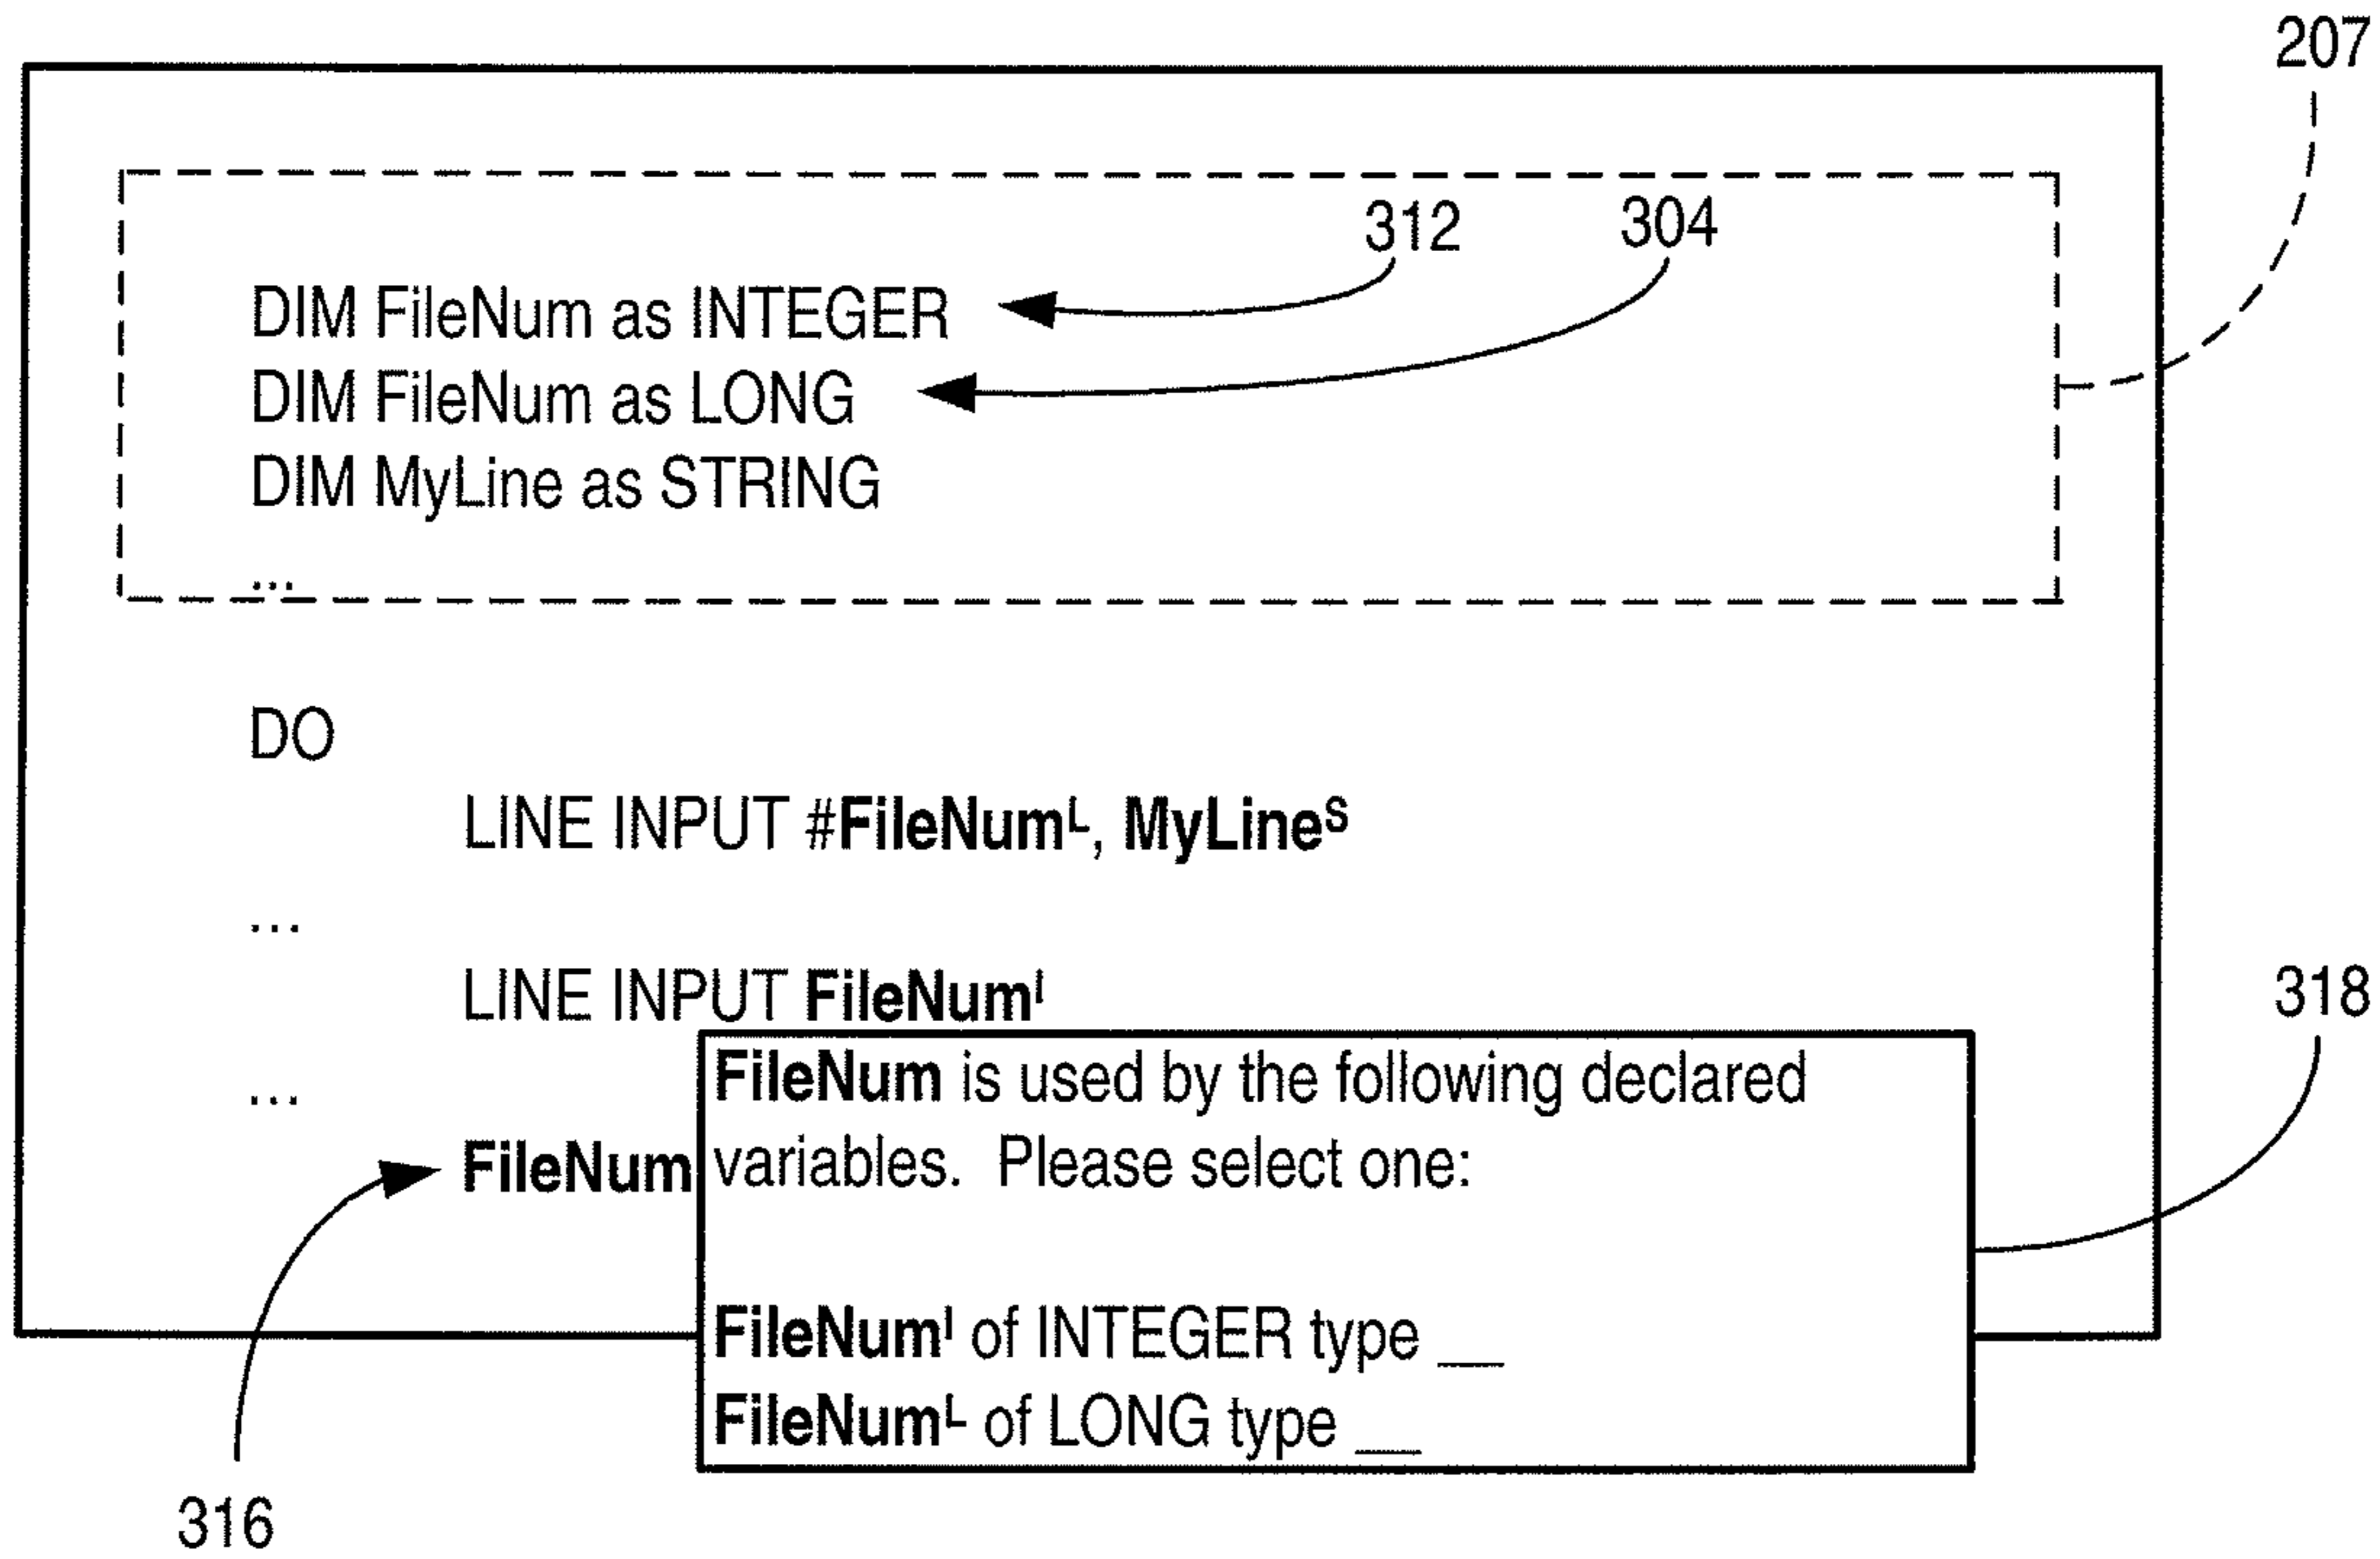 207
312 304
DIM FileNum as INTEGER
DIM FileNum as LONG
DIM MyLine as STRING
...
DO
LINE INPUT #FileNumᴸ, MyLineˢ
...
LINE INPUT FileNumᴵ
318
...
FileNum is used by the following declared
variables. Please select one:
FileNum
FileNumᴵ of INTEGER type __
FileNumᴸ of LONG type __
316